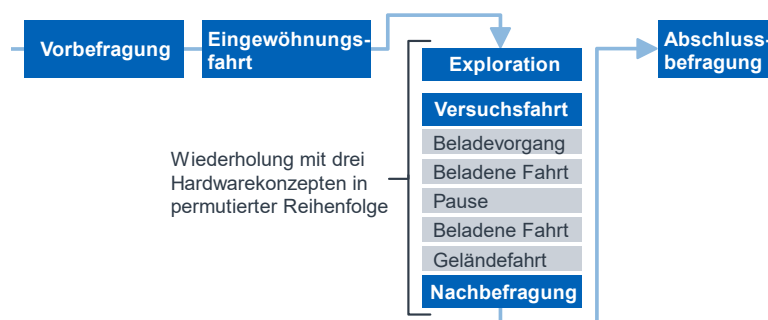 Vorbefragung
Eingewöhnungs-
fahrt
Wiederholung mit drei
Hardwarekonzepten in
permutierter Reihenfolge
Exploration
Versuchsfahrt
Beladevorgang
Beladene Fahrt
Pause
Beladene Fahrt
Geländefahrt
Nachbefragung
Abschluss-
befragung